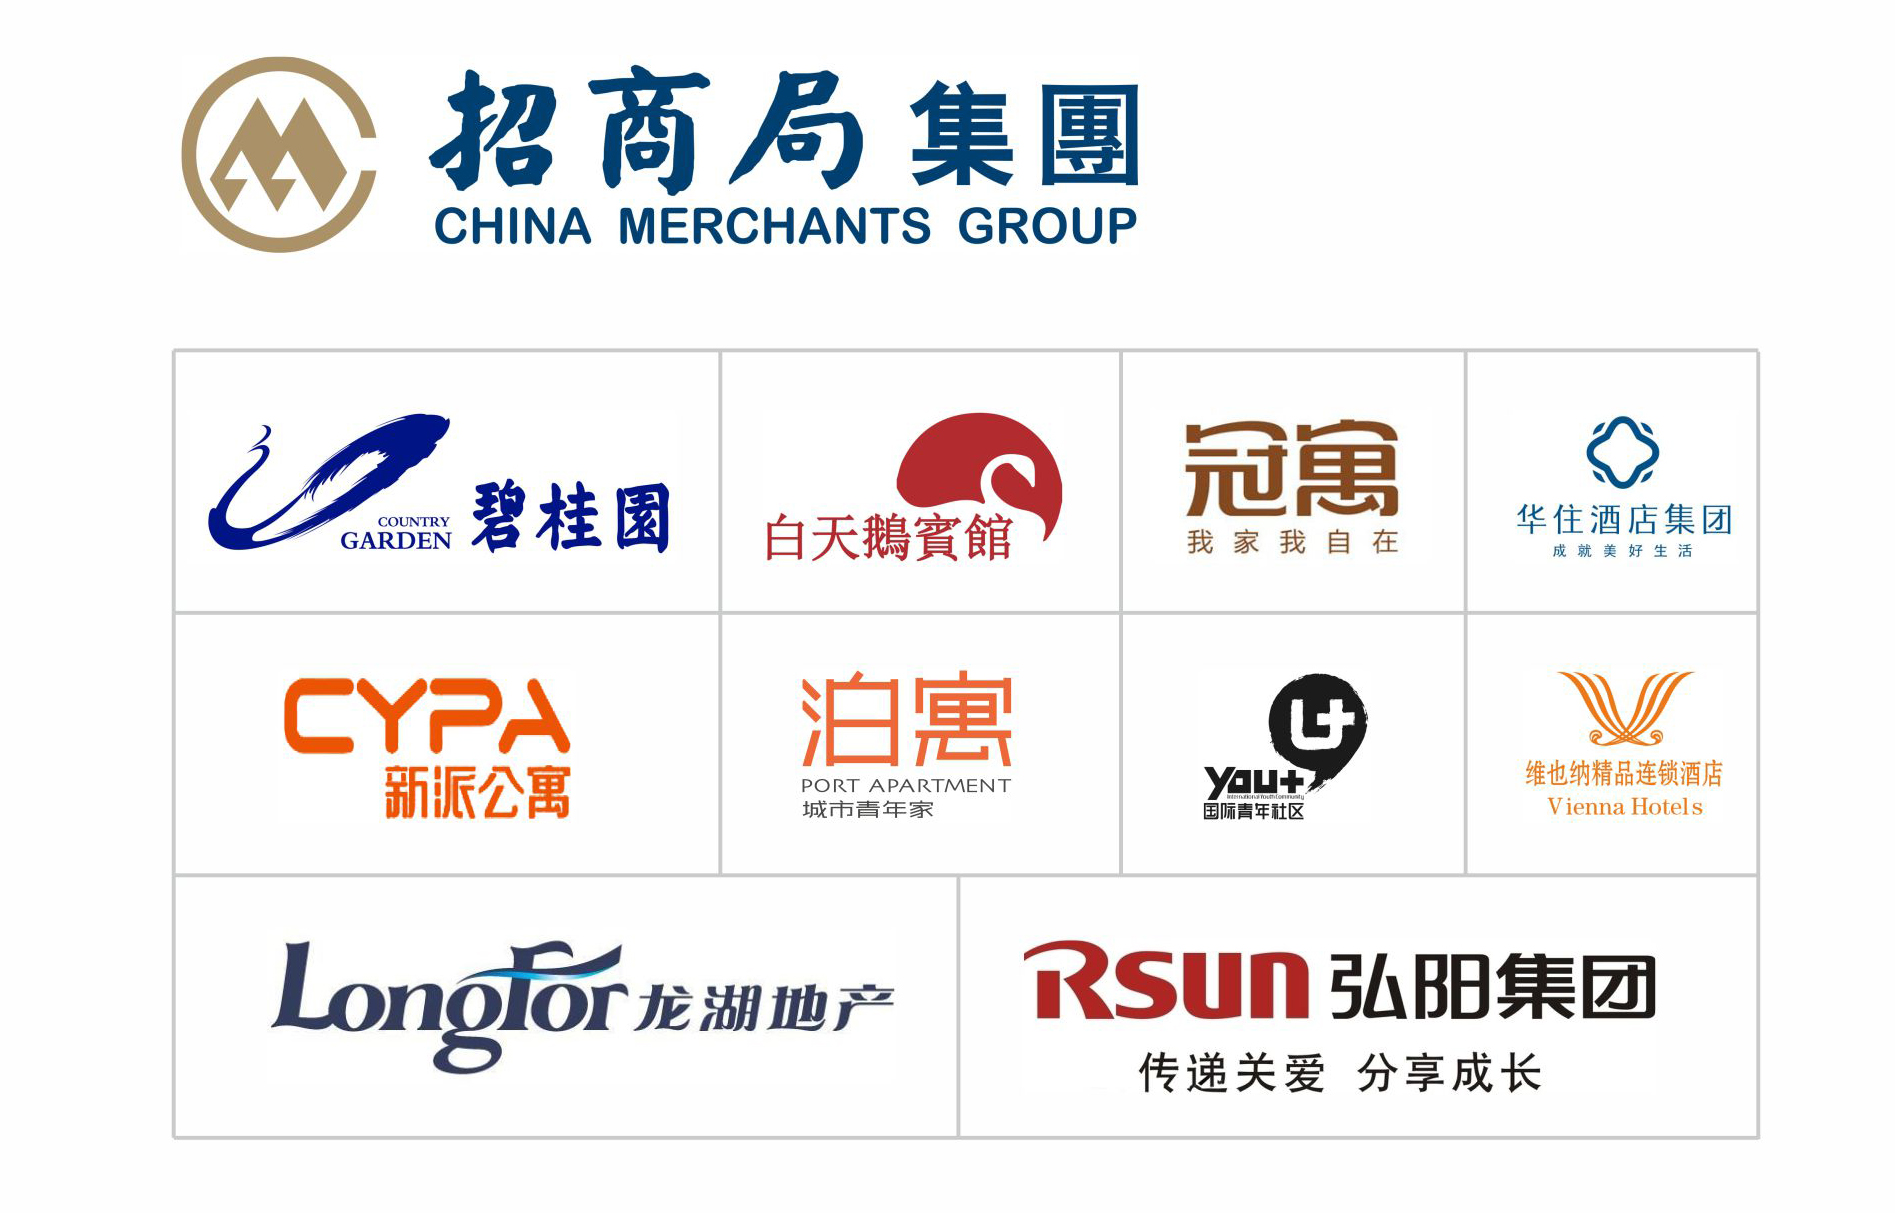 招商局集團
CHINA MERCHANTS GROUP
COUNTRY
GARDEN
碧桂園
白天鵝賓館
冠寓
我家我自在
华住酒店集团
成就美好生活
CYPA
新派公寓
泊寓
PORT APARTMENT
城市青年家
you+
International Youth Community
国际青年社区
维也纳精品连锁酒店
Vienna Hotels
LongFor 龙湖地产
Rsun 弘阳集团
传递关爱 分享成长